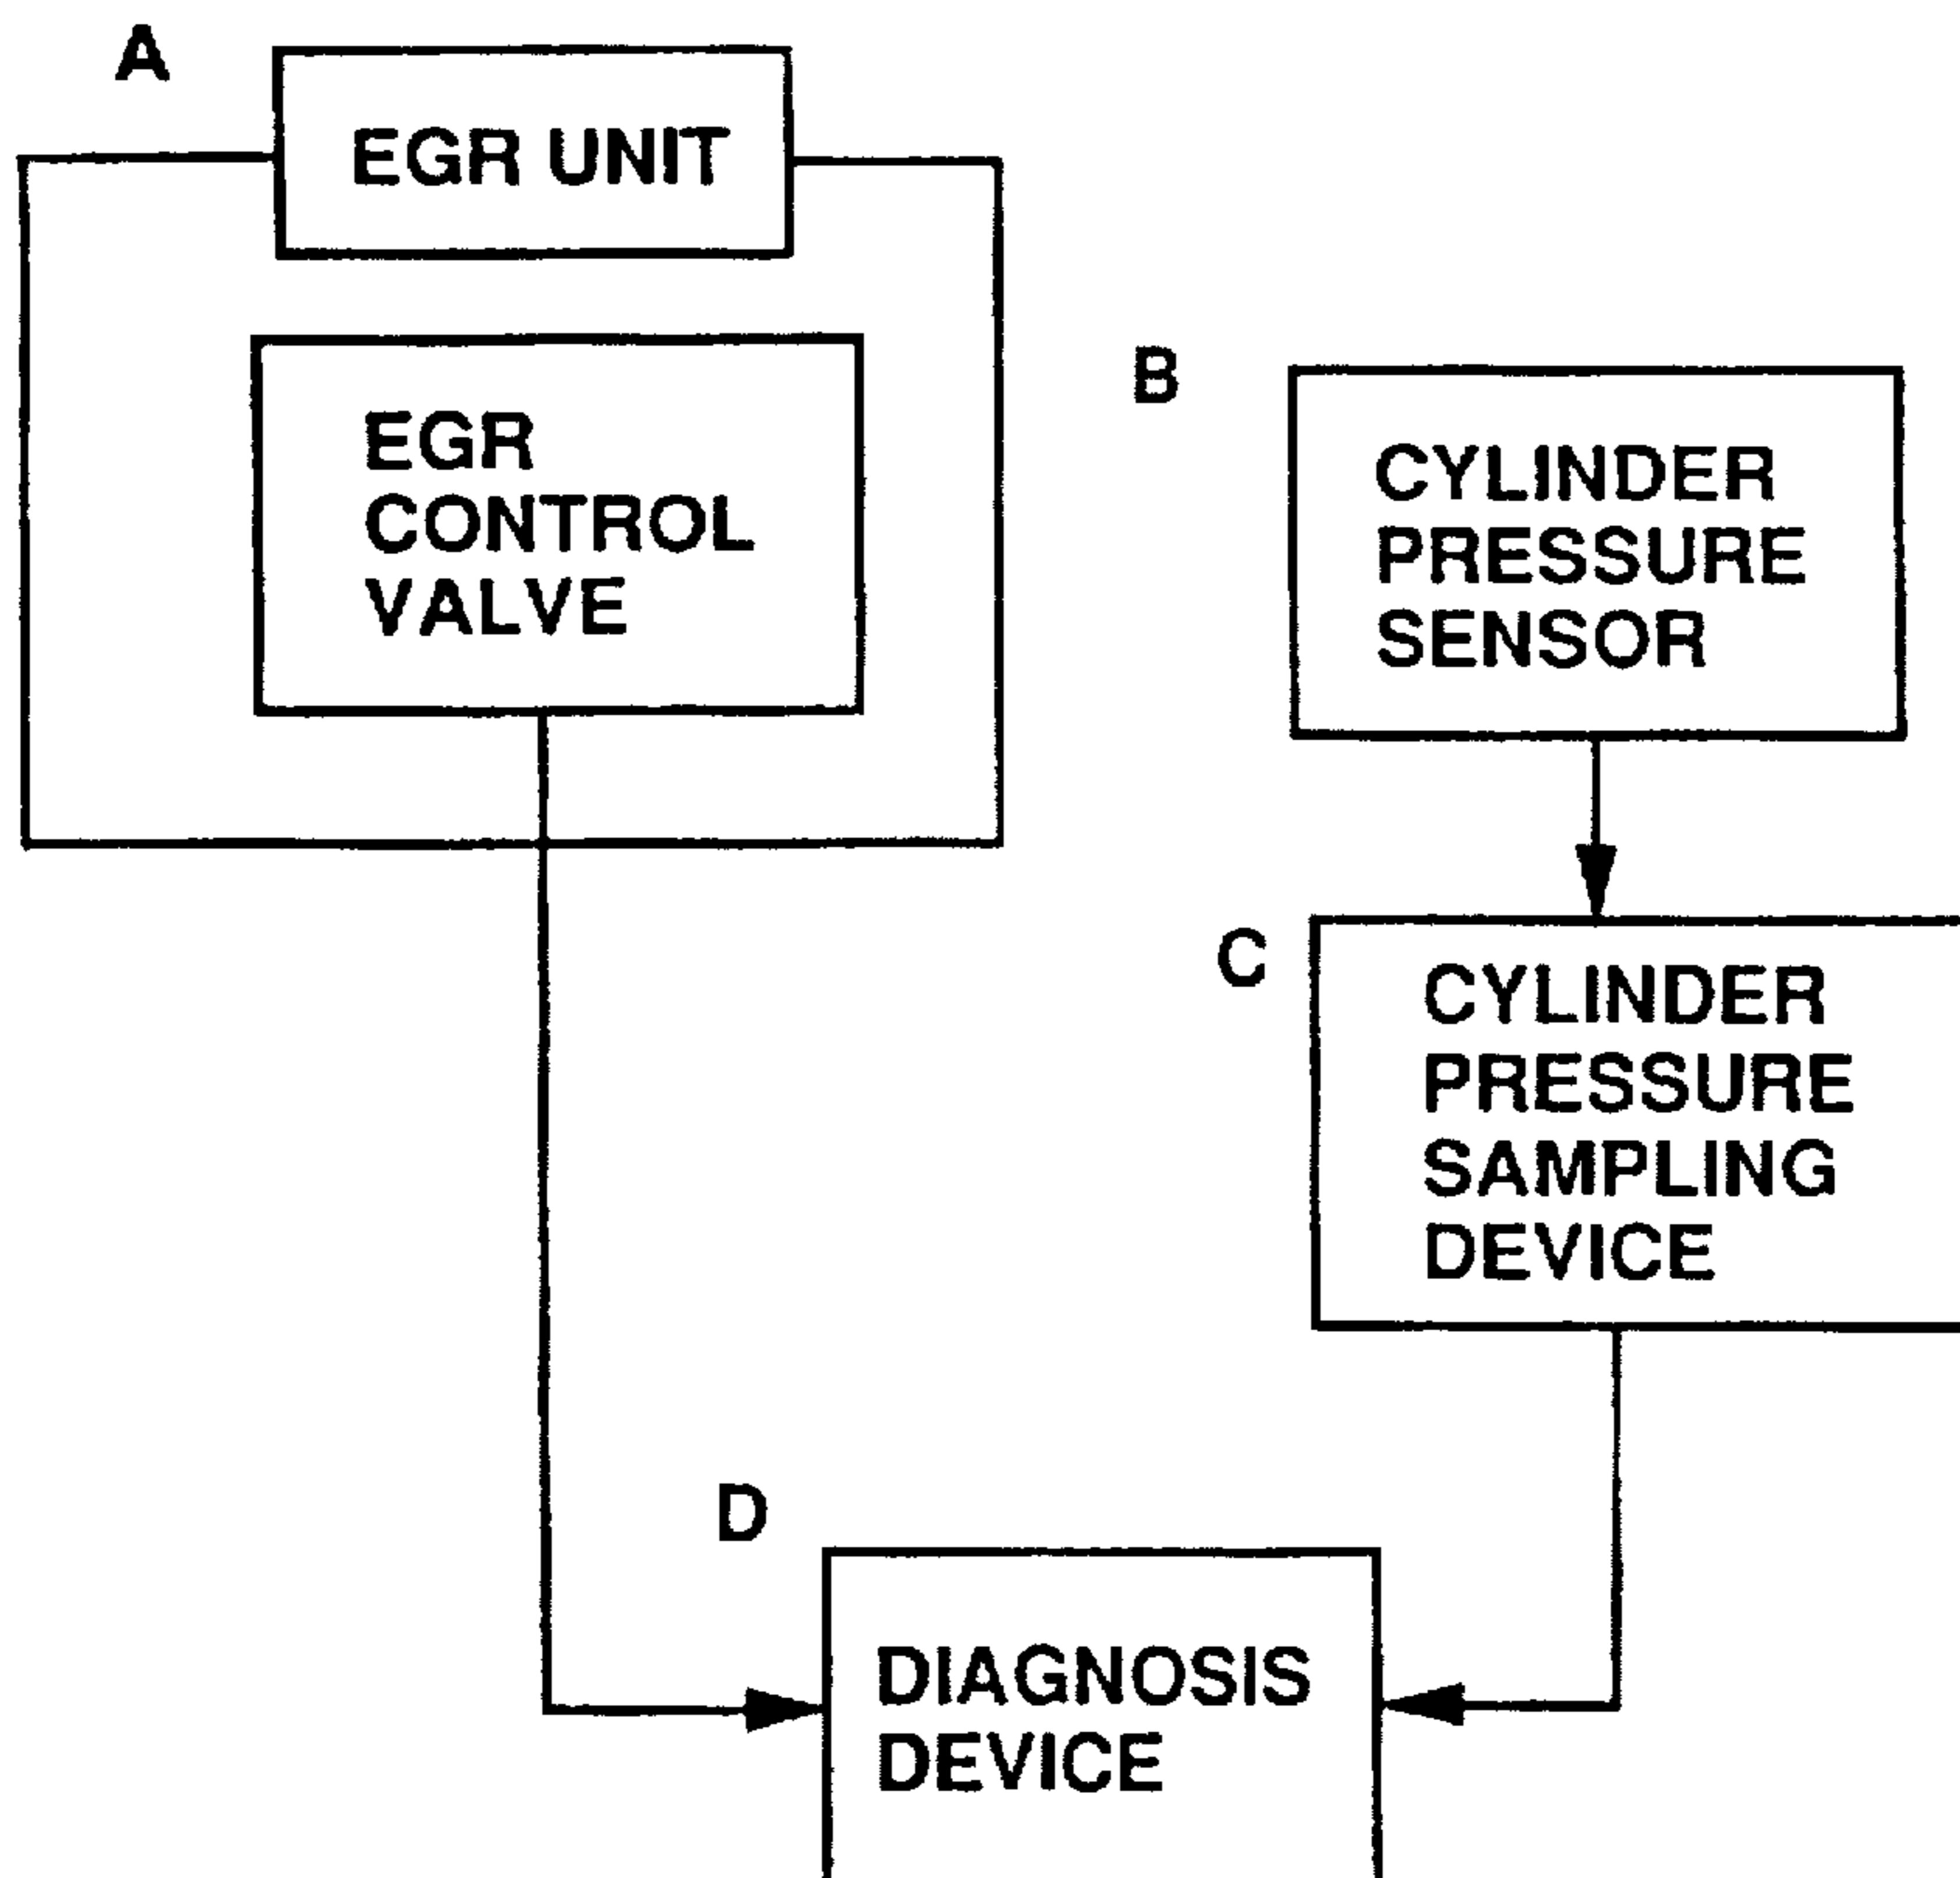 A
EGR UNIT
EGR
CONTROL
VALVE
B
CYLINDER
PRESSURE
SENSOR
C
CYLINDER
PRESSURE
SAMPLING
DEVICE
D
DIAGNOSIS
DEVICE